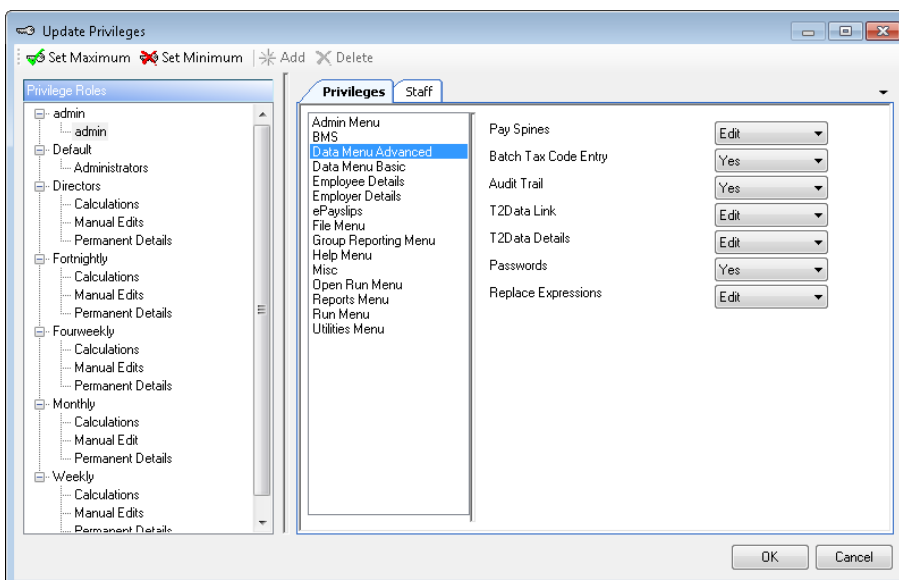 Update Privileges
Set Maximum Set Minimum Add Delete
Privilege Roles
admin
admin
Default
Administrators
Directors
Calculations
Manual Edits
Permanent Details
Fortnightly
Calculations
Manual Edits
Permanent Details
Fourweekly
Calculations
Manual Edits
Permanent Details
Monthly
Calculations
Manual Edit
Permanent Details
Weekly
Calculations
Manual Edits
Permanent Details
Privileges Staff
Admin Menu
BMS
Data Menu Advanced
Data Menu Basic
Employee Details
Employer Details
ePayslips
File Menu
Group Reporting Menu
Help Menu
Misc
Open Run Menu
Reports Menu
Run Menu
Utilities Menu
Pay Spines Edit
Batch Tax Code Entry Yes
Audit Trail Yes
T2Data Link Edit
T2Data Details Edit
Passwords Yes
Replace Expressions Edit
OK Cancel